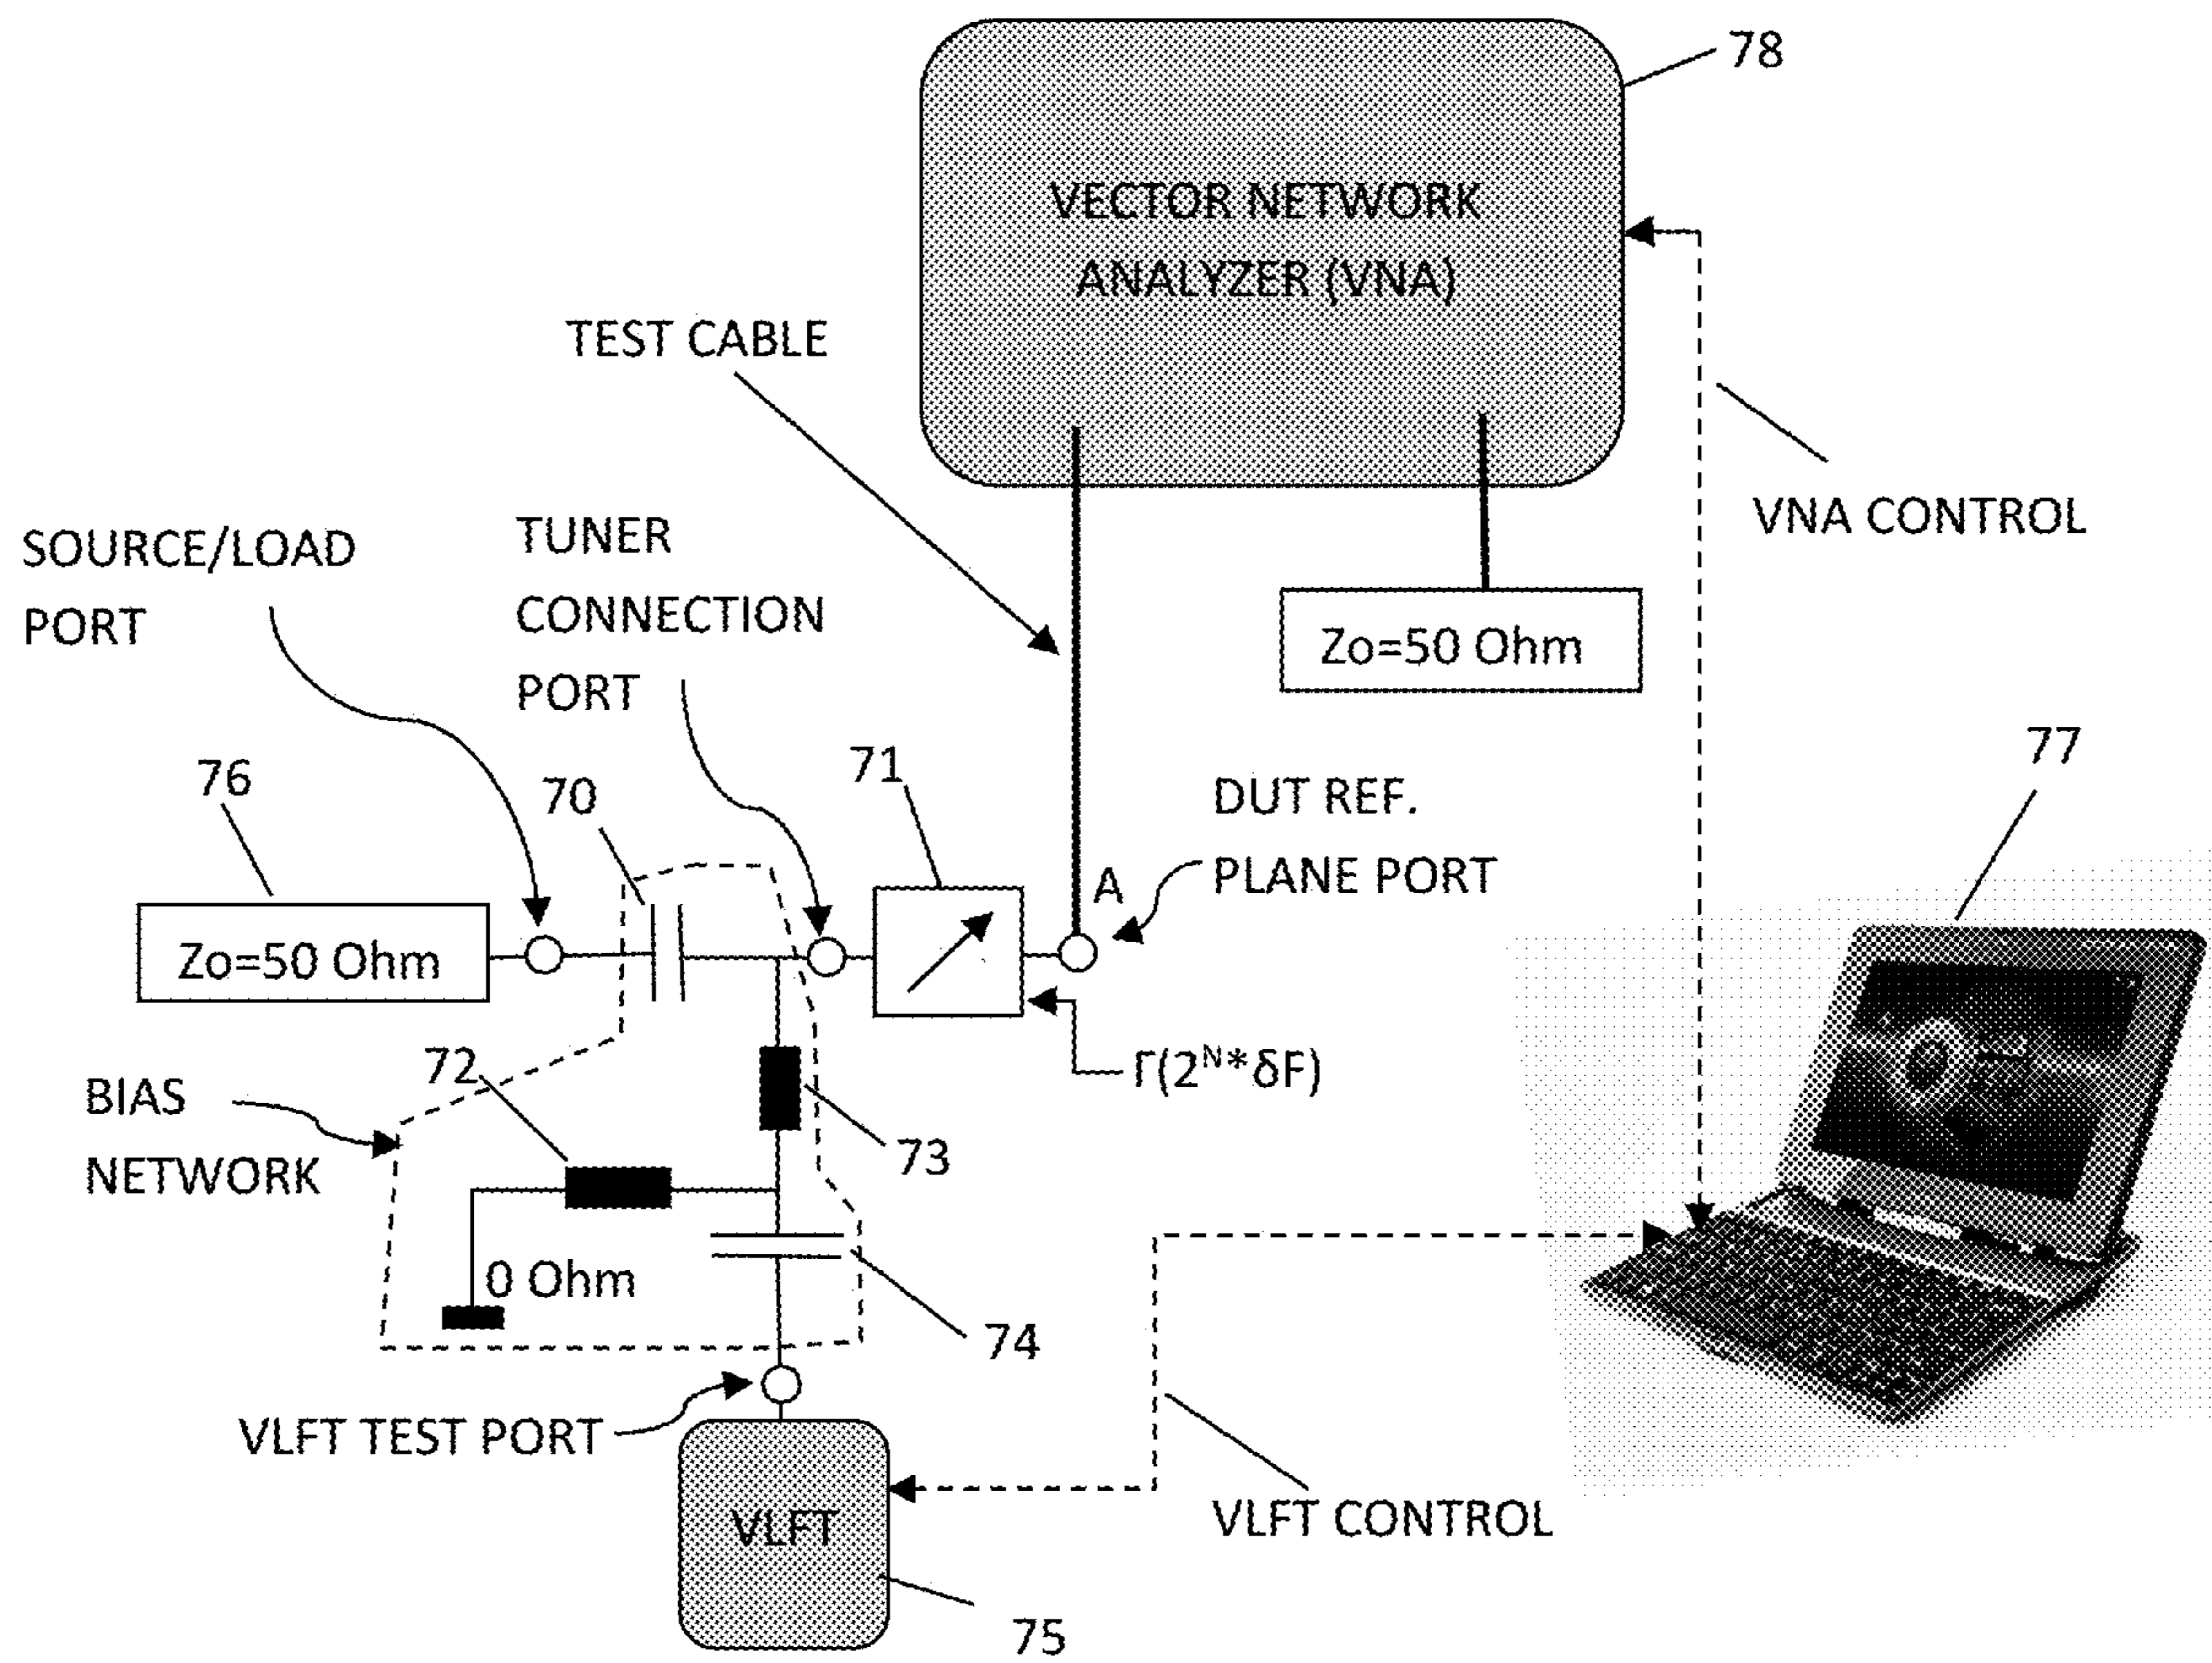 78
VECTOR NETWORK
ANALYZER (VNA)
TEST CABLE
VNA CONTROL
SOURCE/LOAD
PORT
TUNER
CONNECTION
PORT
Zo=50 Ohm
77
76
70
71
DUT REF.
PLANE PORT
A
Zo=50 Ohm
72
Γ(2ᴺ*δF)
BIAS
NETWORK
73
0 Ohm
74
VLFT TEST PORT
VLFT
VLFT CONTROL
75